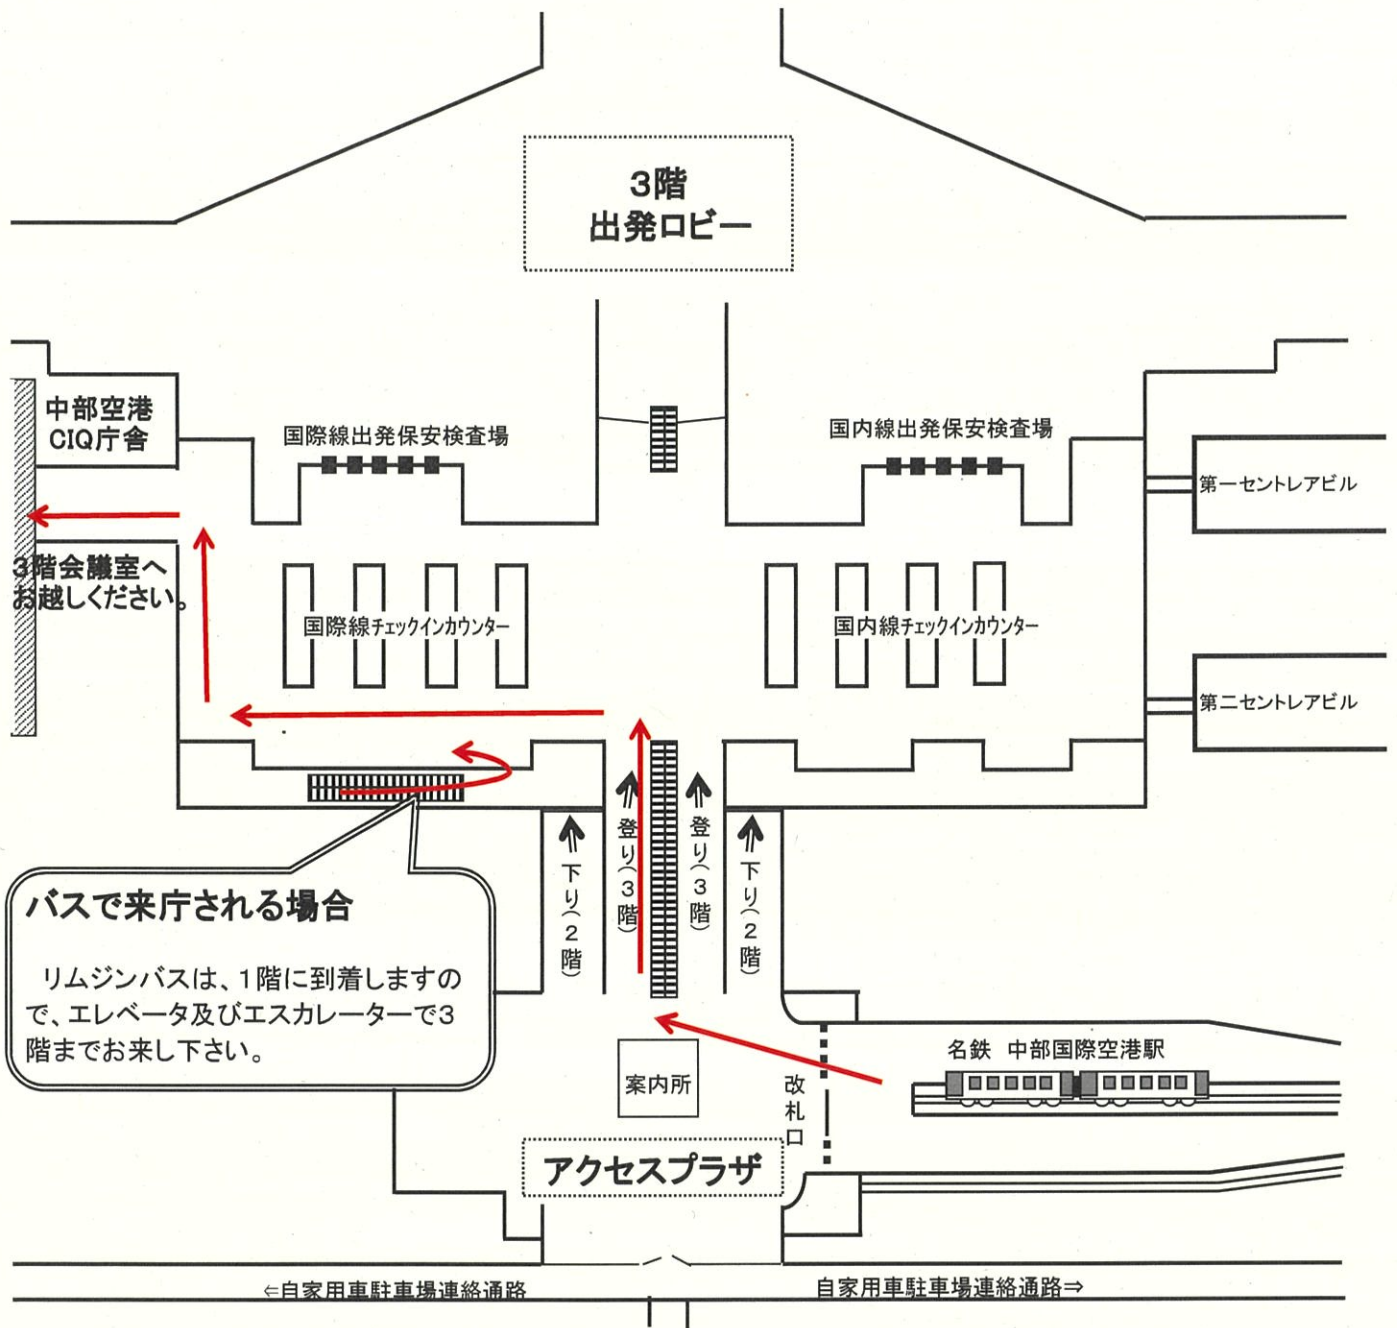 3階
出発ロビー
中部空港
CIQ庁舎
国際線出発保安検査場
国内線出発保安検査場
第一セントレアビル
3階会議室へ
お越しください。
国際線チェックインカウンター
国内線チェックインカウンター
第二セントレアビル
下り(2階)
登り(3階)
登り(3階)
下り(2階)
バスで来庁される場合
リムジンバスは、1階に到着しますの
で、エレベータ及びエスカレーターで3
階までお来し下さい。
名鉄 中部国際空港駅
案内所
改札口
アクセスプラザ
⇐自家用車駐車場連絡通路
自家用車駐車場連絡通路⇒